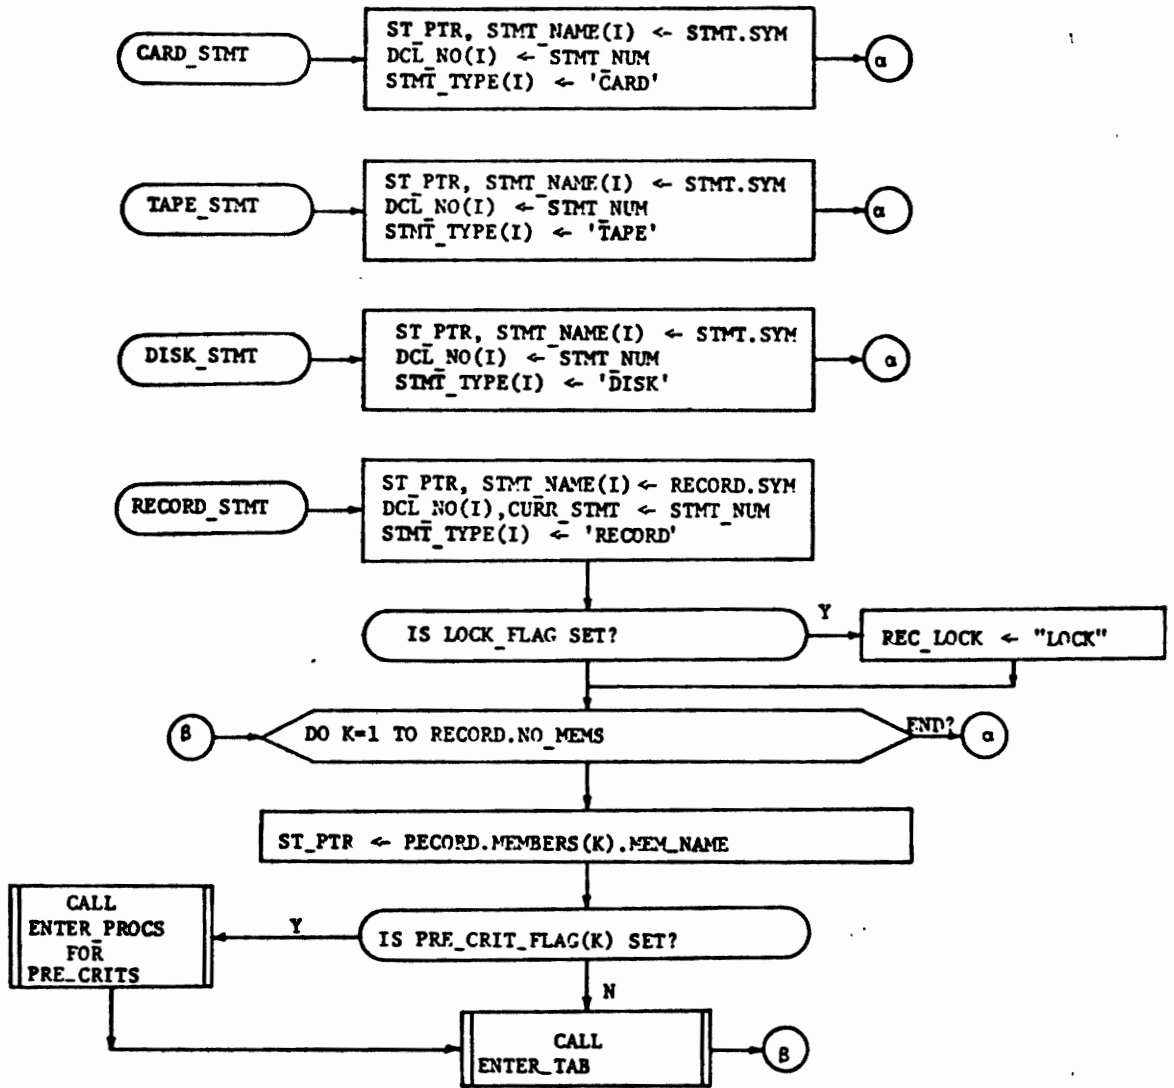 CARD_STMT
ST_PTR, STMT_NAME(I) <- STMT.SYM
DCL_NO(I) <- STMT_NUM
STMT_TYPE(I) <- 'CARD'
α
TAPE_STMT
ST_PTR, STMT_NAME(I) <- STMT.SYM
DCL_NO(I) <- STMT_NUM
STMT_TYPE(I) <- 'TAPE'
α
DISK_STMT
ST_PTR, STMT_NAME(I) <- STMT.SYM
DCL_NO(I) <- STMT_NUM
STMT_TYPE(I) <- 'DISK'
α
RECORD_STMT
ST_PTR, STMT_NAME(I) <- RECORD.SYM
DCL_NO(I),CURR_STMT <- STMT_NUM
STMT_TYPE(I) <- 'RECORD'
IS LOCK_FLAG SET?
Y
REC_LOCK <- "LOCK"
β
DO K=1 TO RECORD.NO_MEMS
END?
α
ST_PTR <- RECORD.MEMBERS(K).MEM_NAME
CALL
ENTER_PROCS
FOR
PRE_CRITS
Y
IS PRE_CRIT_FLAG(K) SET?
N
CALL
ENTER_TAB
β